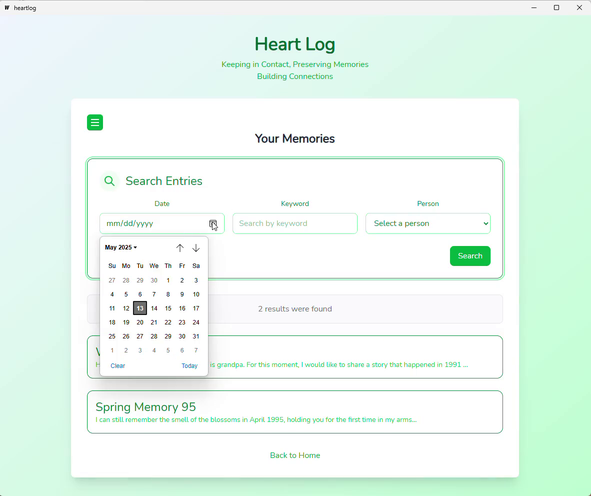 heartlog
Heart Log
Keeping in Contact, Preserving Memories
Building Connections
Your Memories
Search Entries
Date Keyword Person
mm/dd/yyyy Search by keyword Select a person
Search
May 2025
Su Mo Tu We Th Fr Sa
27 28 29 30 1 2 3
4 5 6 7 8 9 10
11 12 13 14 15 16 17
18 19 20 21 22 23 24
25 26 27 28 29 30 31
1 2 3 4 5 6 7
Clear Today
2 results were found
is grandpa. For this moment, I would like to share a story that happened in 1991 ...
Spring Memory 95
I can still remember the smell of the blossoms in April 1995, holding you for the first time in my arms...
Back to Home